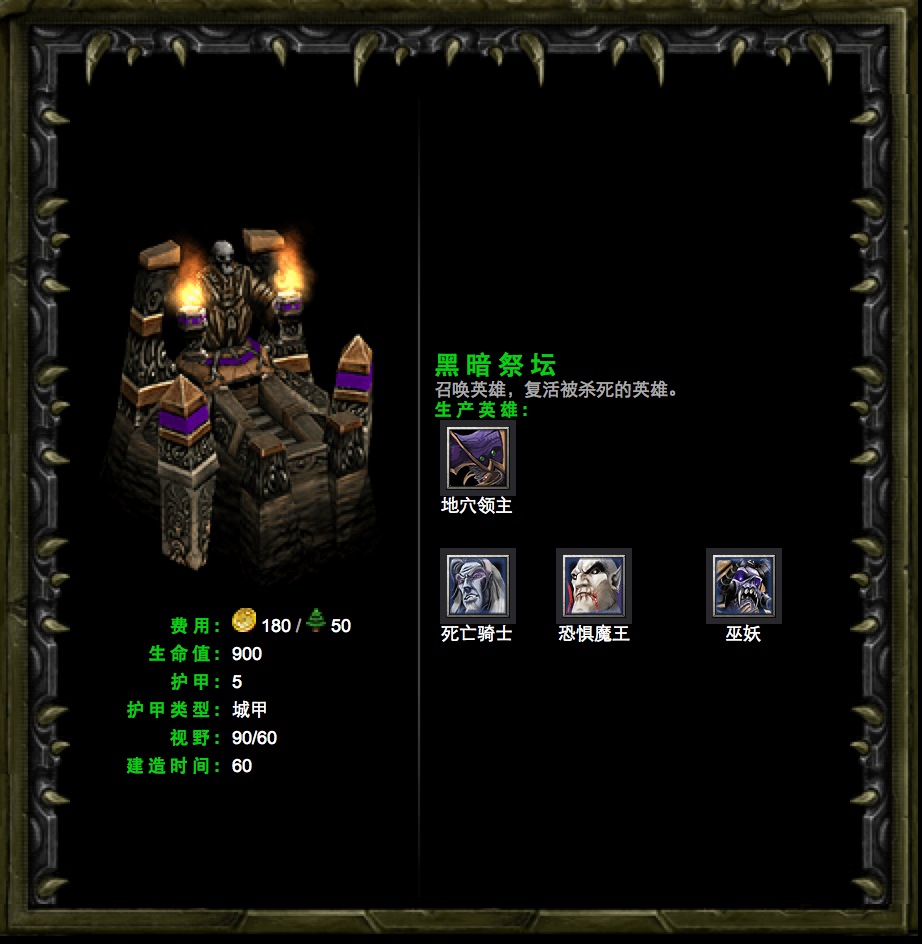 黑暗祭坛
召唤英雄，复活被杀死的英雄。
生产英雄：
地穴领主
死亡骑士 恐惧魔王 巫妖
费用： 180 / 50
生命值： 900
护甲： 5
护甲类型： 城甲
视野： 90/60
建造时间： 60